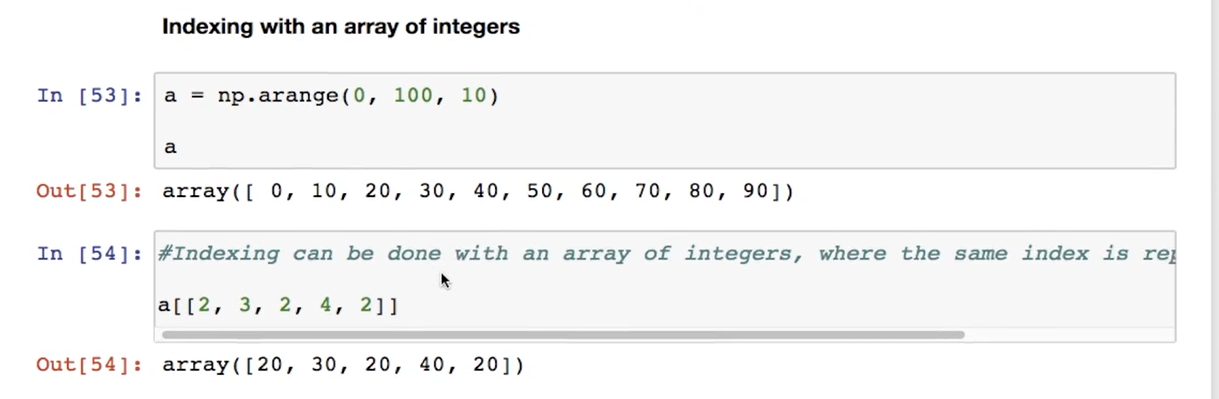 Indexing with an array of integers
In [53]: a = np.arange(0, 100, 10)
a
Out[53]: array([ 0, 10, 20, 30, 40, 50, 60, 70, 80, 90])
In [54]: #Indexing can be done with an array of integers, where the same index is
a[[2, 3, 2, 4, 2]]
Out[54]: array([20, 30, 20, 40, 20])